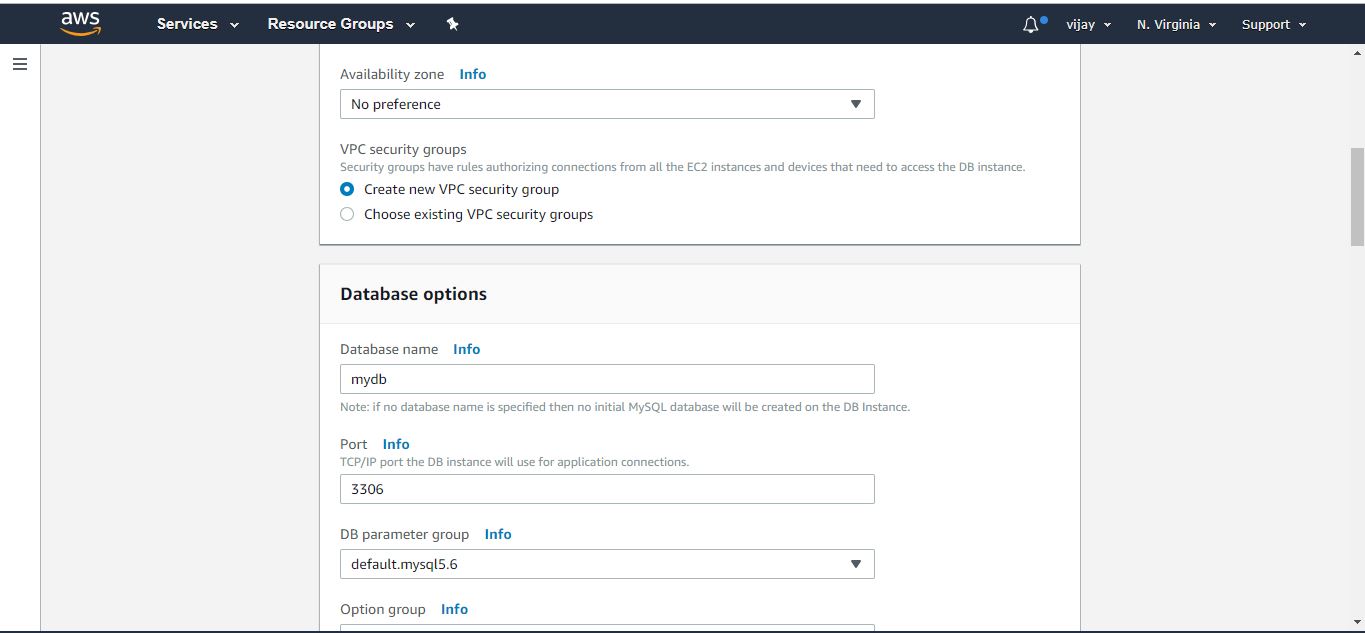 aws Services Resource Groups vijay N. Virginia Support
Availability zone Info
No preference
VPC security groups
Security groups have rules authorizing connections from all the EC2 instances and devices that need to access the DB instance.
Create new VPC security group
Choose existing VPC security groups
Database options
Database name Info
mydb
Note: if no database name is specified then no initial MySQL database will be created on the DB Instance.
Port Info
TCP/IP port the DB instance will use for application connections.
3306
DB parameter group Info
default.mysql5.6
Option group Info